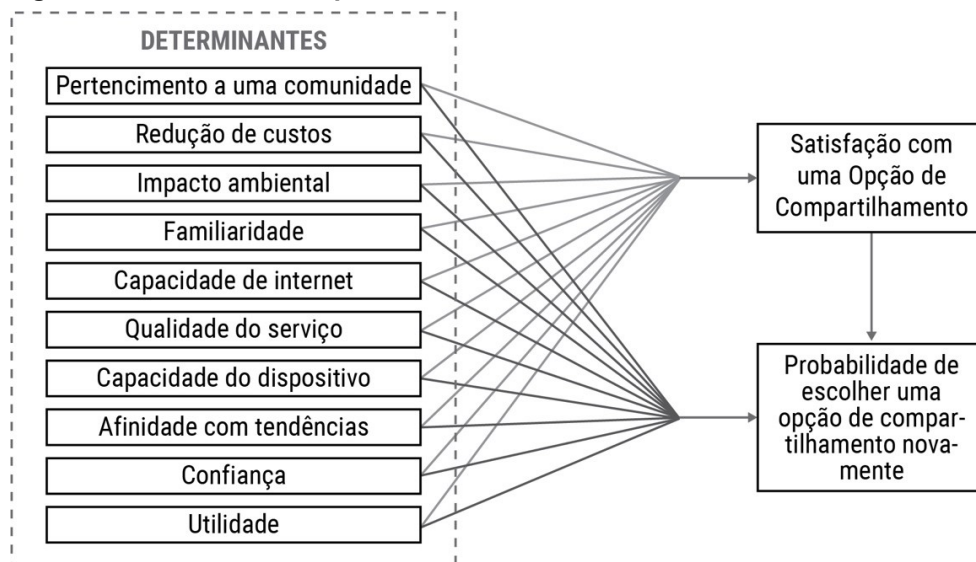 DETERMINANTES
Pertencimento a uma comunidade
Redução de custos
Impacto ambiental
Familiaridade
Capacidade de internet
Qualidade do serviço
Capacidade do dispositivo
Afinidade com tendências
Confiança
Utilidade
Satisfação com
uma Opção de
Compartilhamento
Probabilidade de
escolher uma
opção de compar-
tilhamento nova-
mente